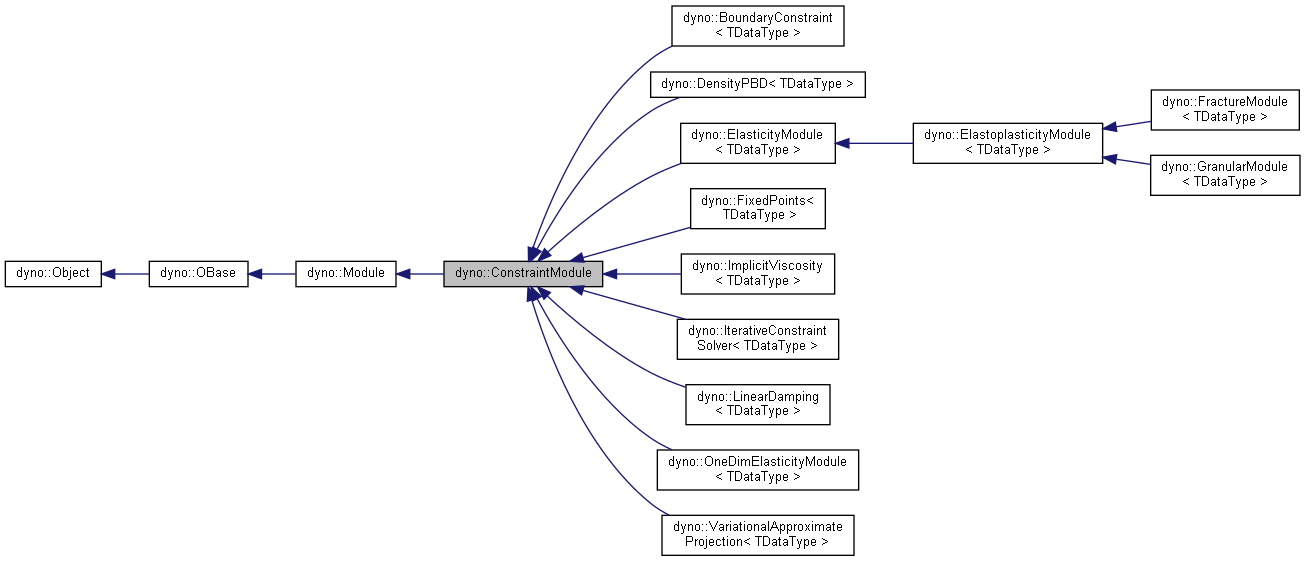 dyno::BoundaryConstraint
< TDataType >
dyno::DensityPBD< TDataType >
dyno::ElasticityModule
< TDataType >
dyno::ElastoplasticityModule
< TDataType >
dyno::FractureModule
< TDataType >
dyno::GranularModule
< TDataType >
dyno::FixedPoints<
TDataType >
dyno::Object
dyno::OBase
dyno::Module
dyno::ConstraintModule
dyno::ImplicitViscosity
< TDataType >
dyno::IterativeConstraint
Solver< TDataType >
dyno::LinearDamping
< TDataType >
dyno::OneDimElasticityModule
< TDataType >
dyno::VariationalApproximate
Projection< TDataType >